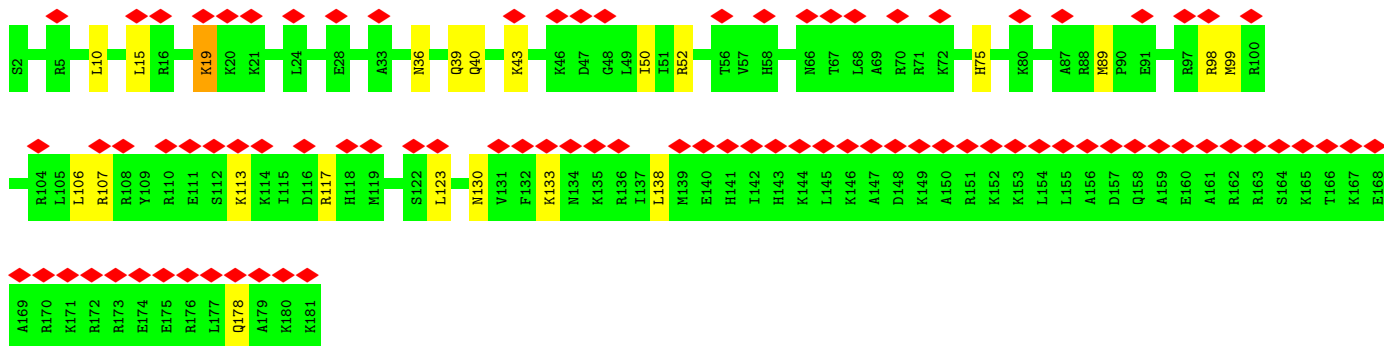 S2 R5 L10 L15 R16 K19 K20 K21 L24 E28 A33 N36 Q39 Q40 K43 K46 D47 G48 L49 I50 I51 R52 T56 V57 H58 N66 T67 L68 A69 R70 R71 K72 H75 K80 A87 R88 M89 P90 E91 R97 R98 M99 R100
R104 L105 L106 R107 R108 Y109 R110 E111 S112 K113 K114 I115 D116 R117 H118 M119 S122 L123 N130 V131 F132 K133 N134 K135 R136 I137 L138 M139 E140 H141 I142 H143 K144 L145 K146 A147 D148 K149 A150 R151 K152 K153 L154 L155 A156 D157 Q158 A159 E160 A161 R162 R163 S164 K165 T166 K167 E168
A169 R170 K171 R172 R173 E174 E175 R176 L177 Q178 A179 K180 K181